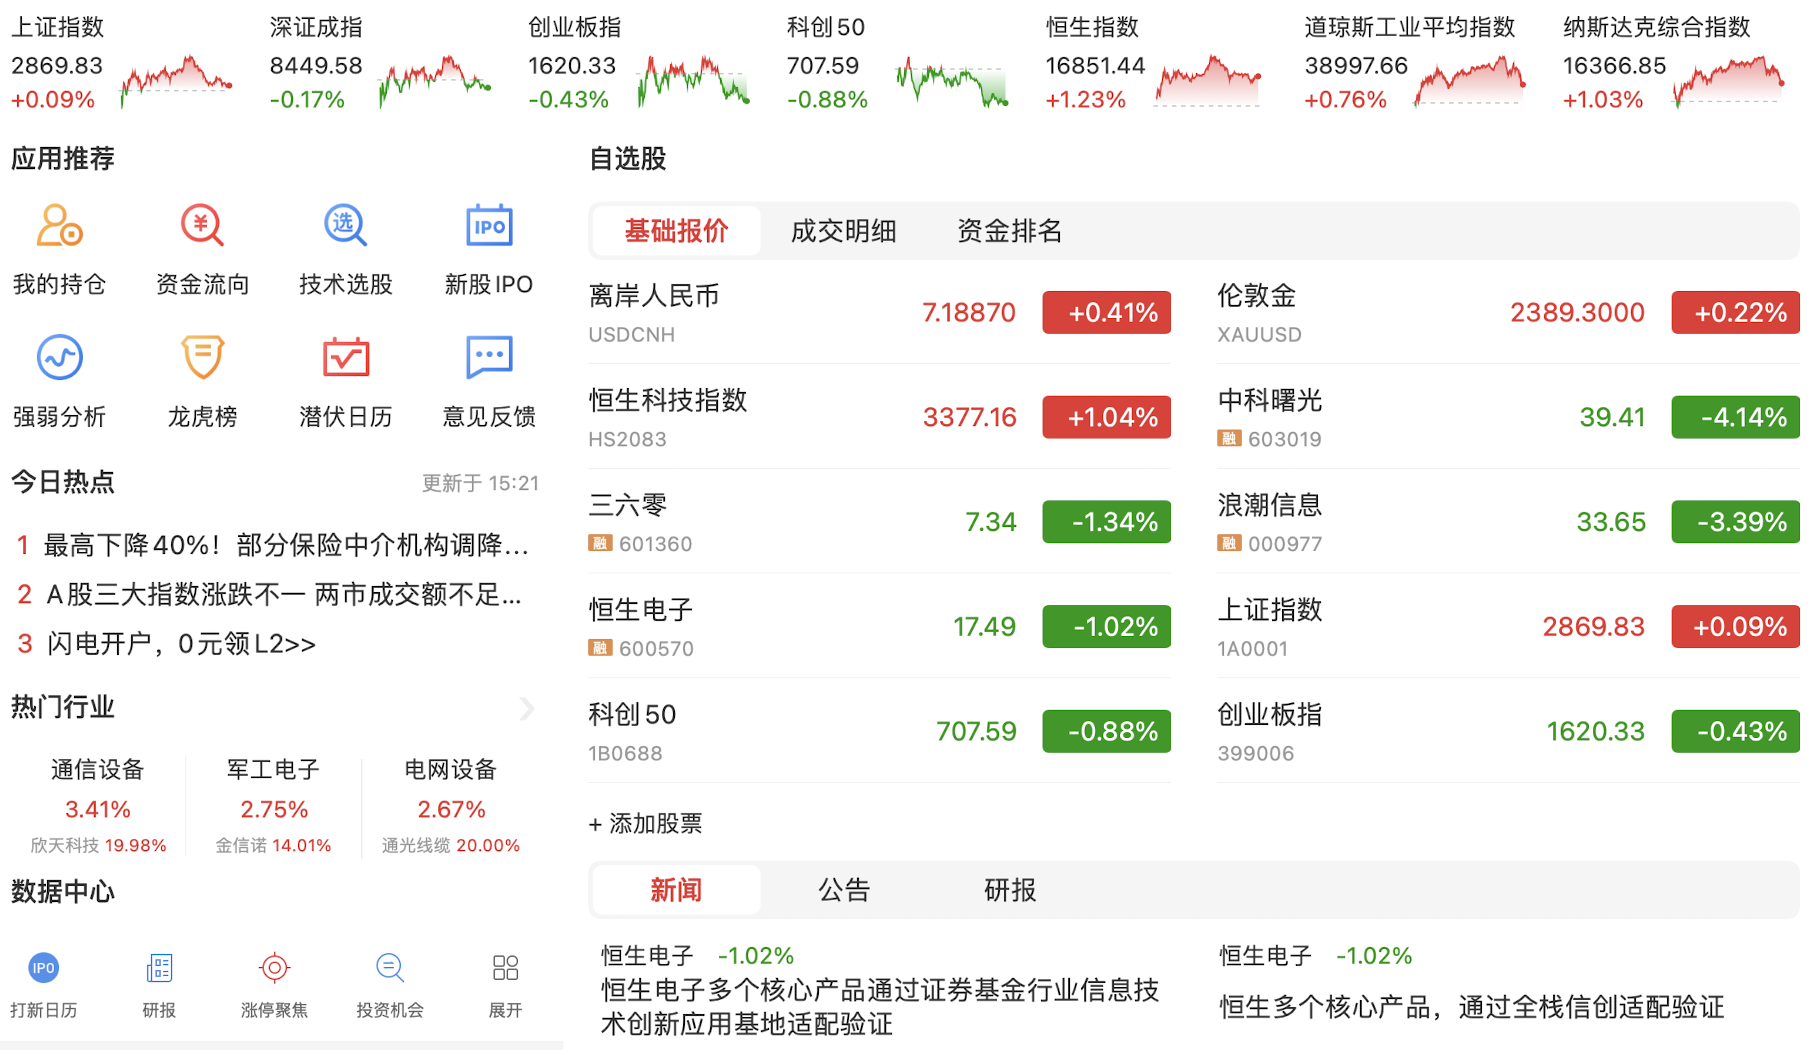 上证指数
2869.83
+0.09%
深证成指
8449.58
-0.17%
创业板指
1620.33
-0.43%
科创50
707.59
-0.88%
恒生指数
16851.44
+1.23%
道琼斯工业平均指数
38997.66
+0.76%
纳斯达克综合指数
16366.85
+1.03%
应用推荐
我的持仓
¥
资金流向
选
技术选股
IPO
新股IPO
强弱分析
龙虎榜
潜伏日历
意见反馈
今日热点
更新于 15:21
1 最高下降40%！部分保险中介机构调降...
2 A股三大指数涨跌不一 两市成交额不足...
3 闪电开户，0元领L2>>
热门行业
通信设备
3.41%
欣天科技 19.98%
军工电子
2.75%
金信诺 14.01%
电网设备
2.67%
通光线缆 20.00%
数据中心
IPO
打新日历
研报
涨停聚焦
投资机会
展开
自选股
基础报价 成交明细 资金排名
离岸人民币
USDCNH
7.18870 +0.41%
伦敦金
XAUUSD
2389.3000 +0.22%
恒生科技指数
HS2083
3377.16 +1.04%
中科曙光
融 603019
39.41 -4.14%
三六零
融 601360
7.34 -1.34%
浪潮信息
融 000977
33.65 -3.39%
恒生电子
融 600570
17.49 -1.02%
上证指数
1A0001
2869.83 +0.09%
科创50
1B0688
707.59 -0.88%
创业板指
399006
1620.33 -0.43%
+ 添加股票
新闻 公告 研报
恒生电子 -1.02%
恒生电子多个核心产品通过证券基金行业信息技
术创新应用基地适配验证
恒生电子 -1.02%
恒生多个核心产品，通过全栈信创适配验证